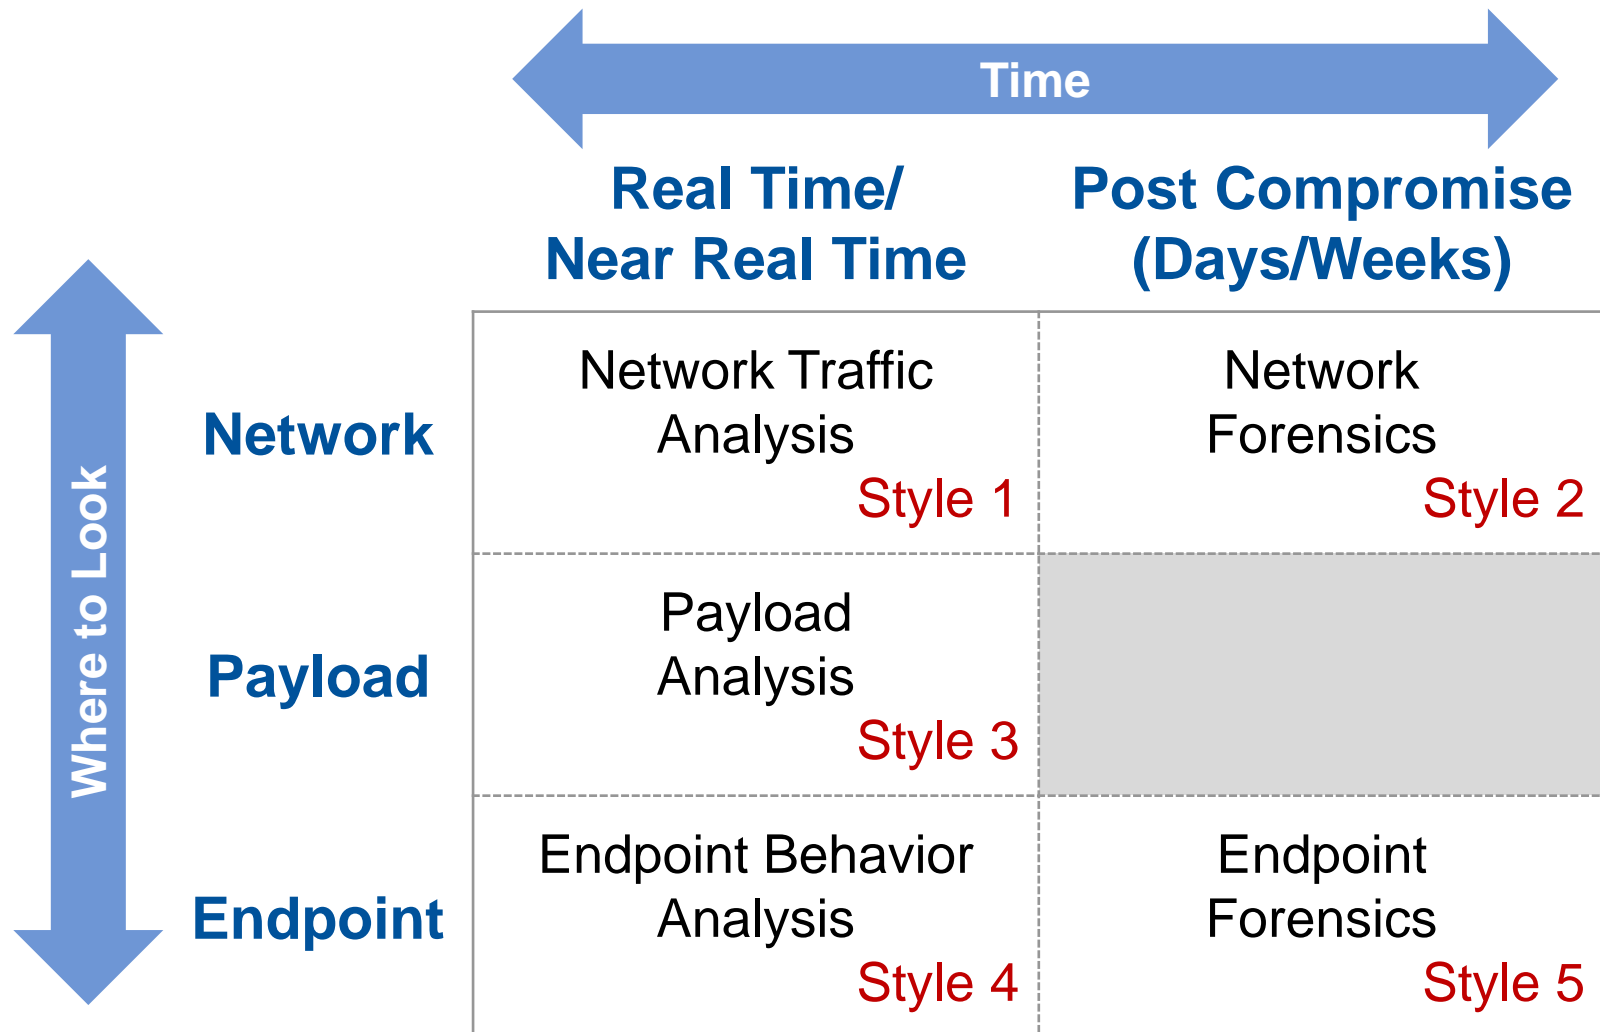 Time
Real Time/
Near Real Time
Post Compromise
(Days/Weeks)
Where to Look
Network
Network Traffic
Analysis
Style 1
Network
Forensics
Style 2
Payload
Payload
Analysis
Style 3
Endpoint
Endpoint Behavior
Analysis
Style 4
Endpoint
Forensics
Style 5